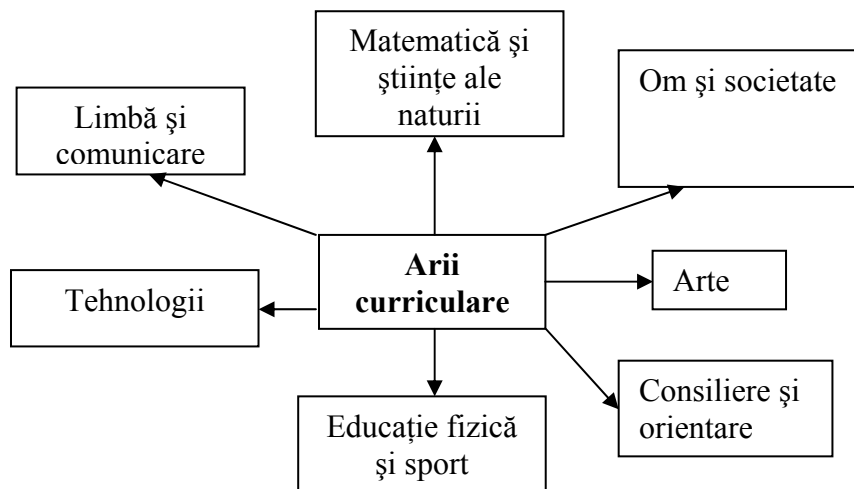 Matematică şi
ştiinţe ale
naturii
Om şi societate
Limbă şi
comunicare
Arii
curriculare
Arte
Tehnologii
Consiliere şi
orientare
Educaţie fizică
şi sport